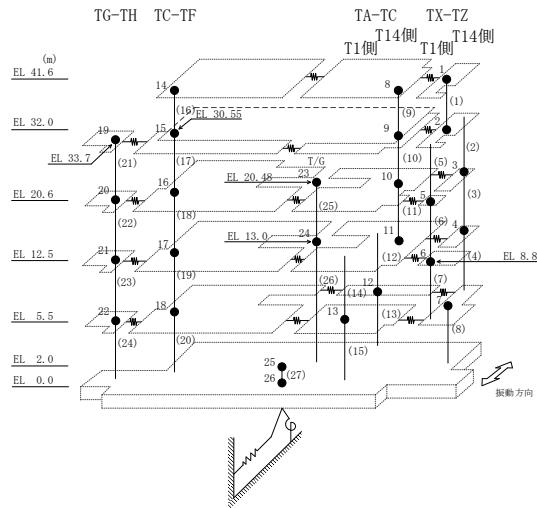 TG-TH TC-TF TA-TC TX-TZ
T1側 T14側 T1側 T14側
(m)
EL 41.6
14 8 1
(16) (9) (1)
EL 30.55
EL 32.0
19 15 9 2
EL 33.7
(21) (17) (10) (2)
T/G
23 (5) 3
EL 20.48
EL 20.6
20 16 10 5
(22) (18) (25) (11) (3)
(6)
EL 13.0
24 11 4
EL 12.5
21 17 6 EL 8.8
(23) (19) (12) (4)
(26) 12 (7)
(14)
EL 5.5
22 18 13 (13) 7
(24) (20) (15) (8)
EL 2.0
25
EL 0.0
26 (27)
振動方向